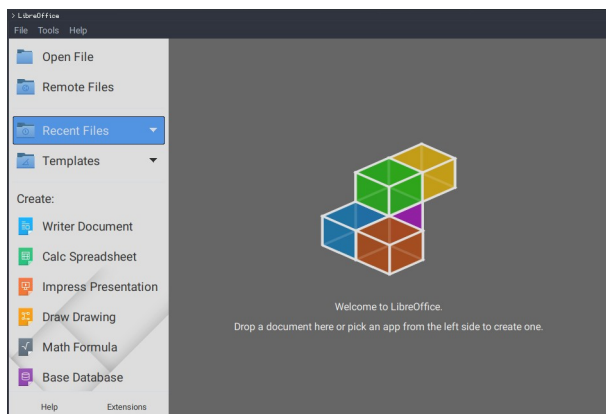 > LibreOffice
File Tools Help
Open File
Remote Files
Recent Files
Templates
Create:
Writer Document
Calc Spreadsheet
Impress Presentation
Draw Drawing
Math Formula
Base Database
Help Extensions
Welcome to LibreOffice.
Drop a document here or pick an app from the left side to create one.